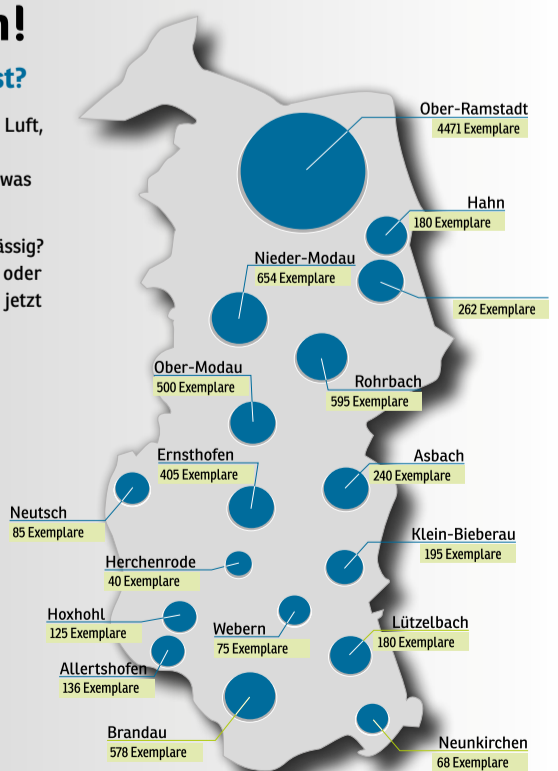 !
st?
Luft,
was
ässig?
oder
jetzt
Ober-Ramstadt
4471 Exemplare
Hahn
180 Exemplare
Nieder-Modau
654 Exemplare
262 Exemplare
Ober-Modau
500 Exemplare
Rohrbach
595 Exemplare
Ernsthofen
405 Exemplare
Asbach
240 Exemplare
Neutsch
85 Exemplare
Klein-Bieberau
195 Exemplare
Herchenrode
40 Exemplare
Hoxhohl
125 Exemplare
Webern
75 Exemplare
Lützelbach
180 Exemplare
Allertshofen
136 Exemplare
Brandau
578 Exemplare
Neunkirchen
68 Exemplare